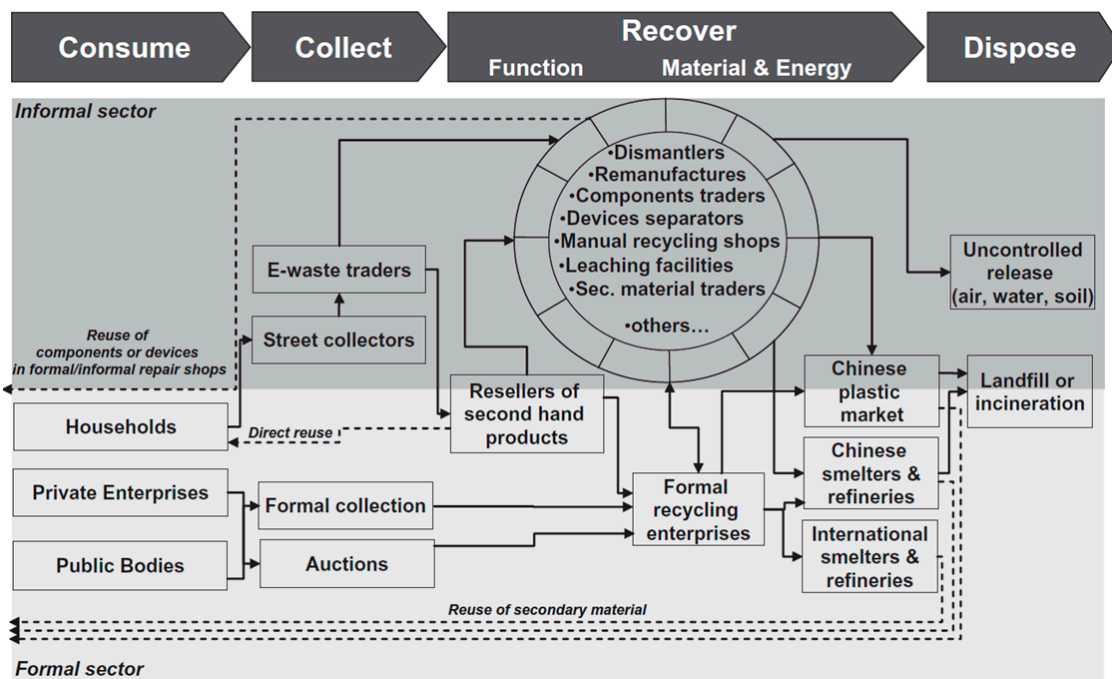 Consume
Collect
Recover
Function
Material & Energy
Dispose
Informal sector
•Dismantlers
•Remanufactures
•Components traders
•Devices separators
•Manual recycling shops
•Leaching facilities
•Sec. material traders
•others…
E-waste traders
Street collectors
Uncontrolled
release
(air, water, soil)
Reuse of
components or devices
in formal/informal repair shops
Resellers of
second hand
products
Chinese
plastic
market
Landfill or
incineration
Households
Direct reuse
Private Enterprises
Formal collection
Formal
recycling
enterprises
Chinese
smelters &
refineries
Public Bodies
Auctions
International
smelters &
refineries
Reuse of secondary material
Formal sector